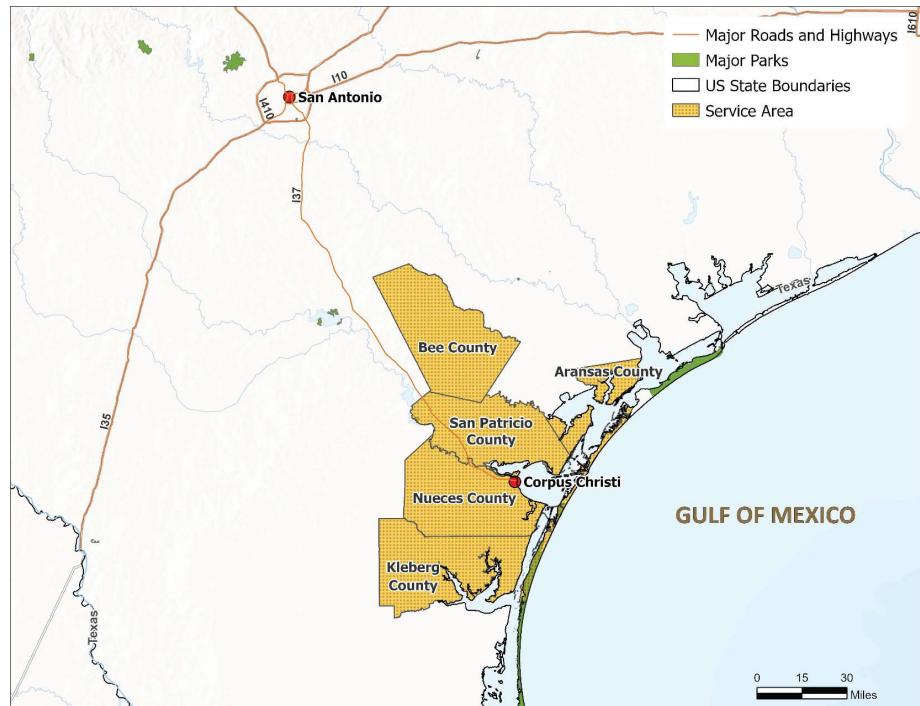 I610
Major Roads and Highways
Major Parks
US State Boundaries
Service Area
I10
San Antonio
I410
I37
Texas
Bee County
Aransas County
I35
San Patricio
County
Corpus Christi
Nueces County
GULF OF MEXICO
Kleberg
County
Texas
0 15 30
Miles